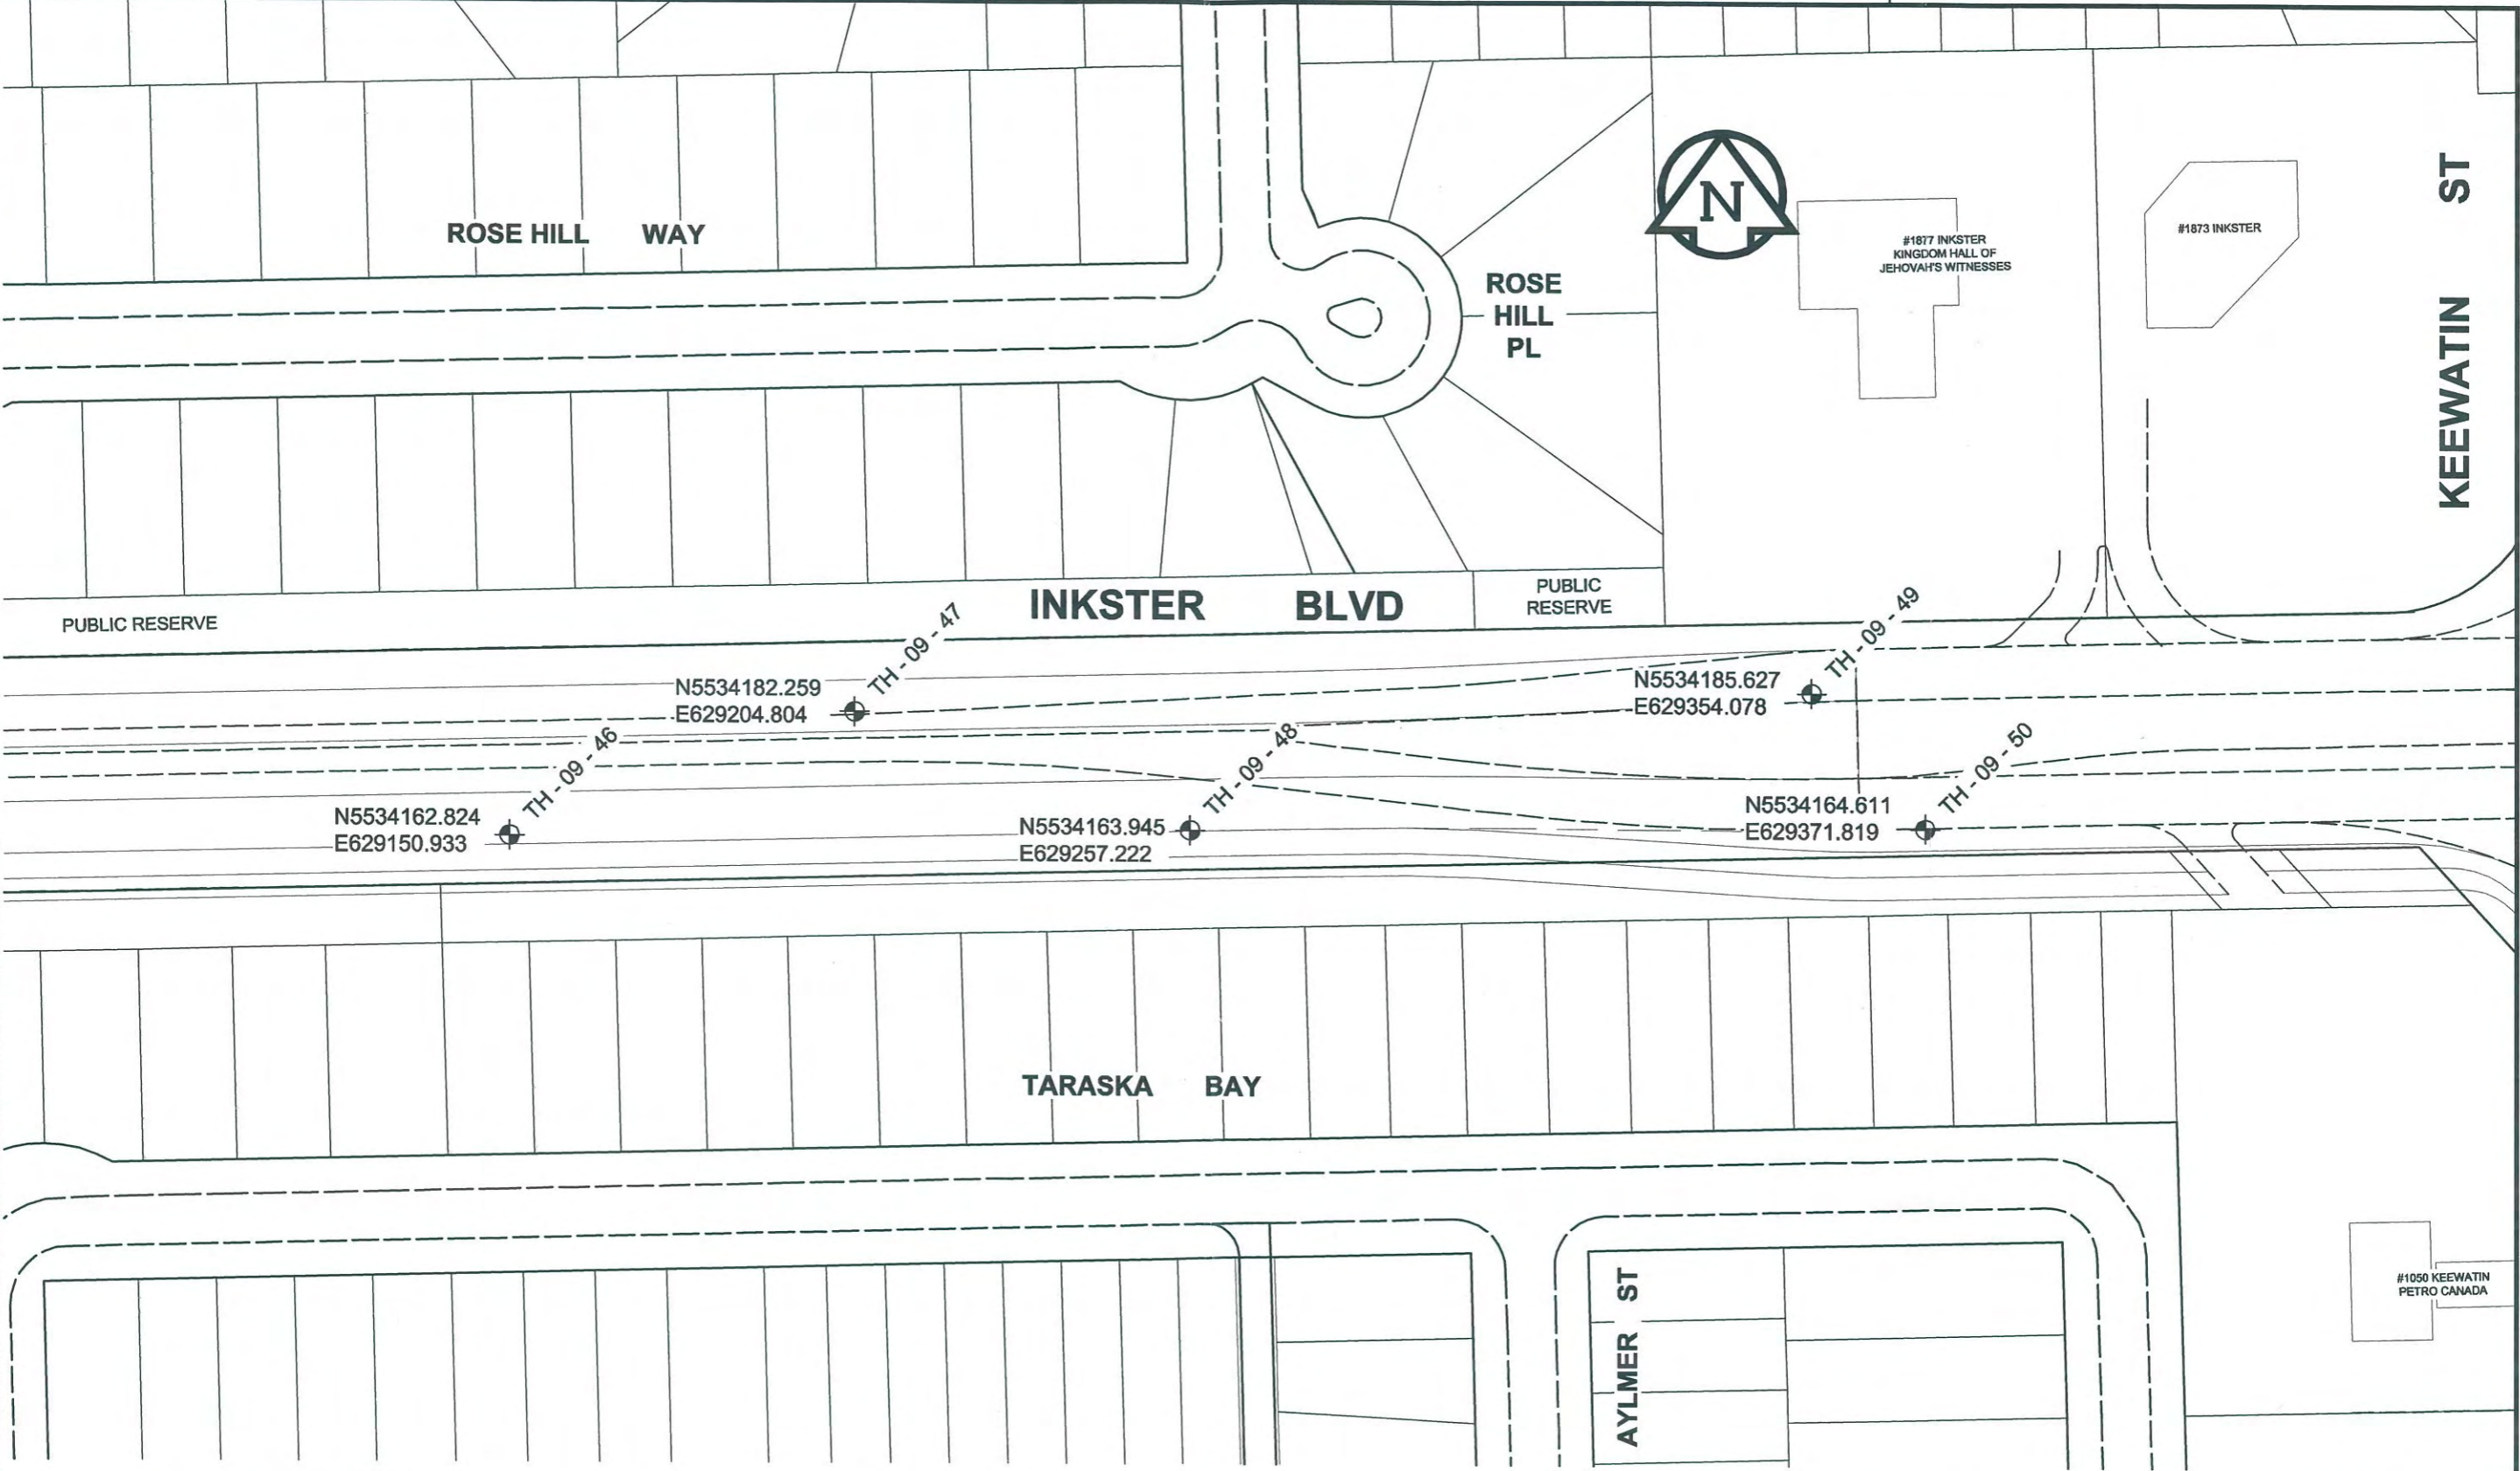 ROSE HILL WAY
N
ROSE
HILL
PL
#1877 INKSTER
KINGDOM HALL OF
JEHOVAH'S WITNESSES
#1873 INKSTER
KEEWATIN ST
PUBLIC RESERVE
INKSTER BLVD
PUBLIC
RESERVE
TH - 09 - 47
N5534182.259
E629204.804
TH - 09 - 49
N5534185.627
E629354.078
TH - 09 - 46
N5534162.824
E629150.933
TH - 09 - 48
N5534163.945
E629257.222
TH - 09 - 50
N5534164.611
E629371.819
TARASKA BAY
AYLMER ST
#1050 KEEWATIN
PETRO CANADA